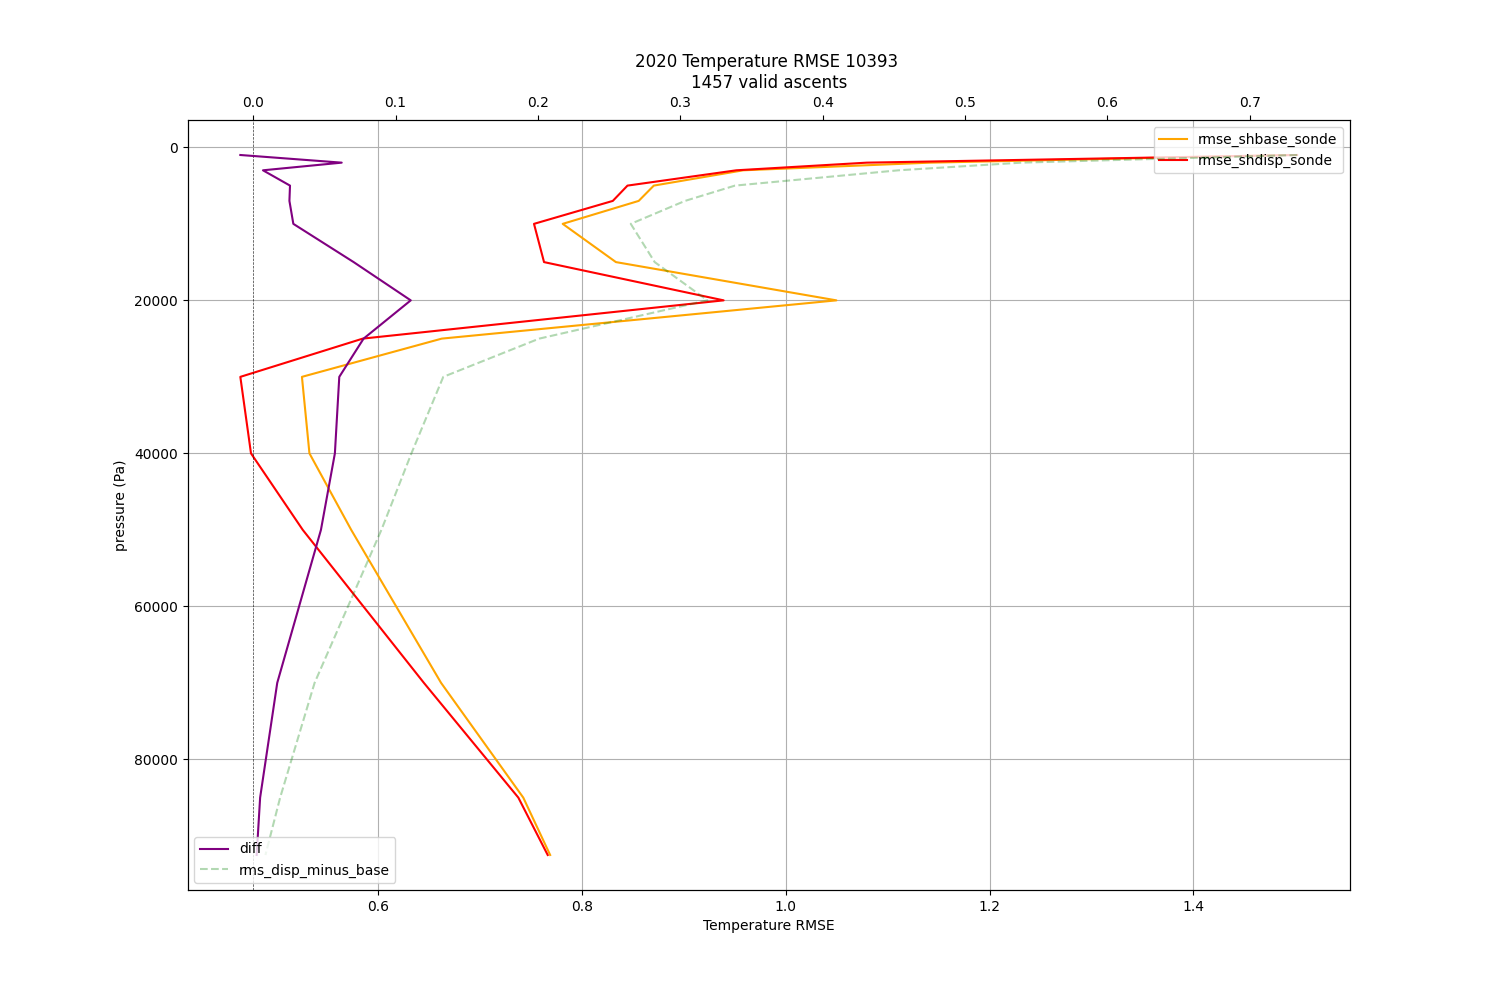 2020 Temperature RMSE 10393
1457 valid ascents
0.0 0.1 0.2 0.3 0.4 0.5 0.6 0.7
rmse_shbase_sonde
rmse_shdisp_sonde
0
20000
40000
60000
80000
pressure (Pa)
diff
rms_disp_minus_base
0.6 0.8 1.0 1.2 1.4
Temperature RMSE